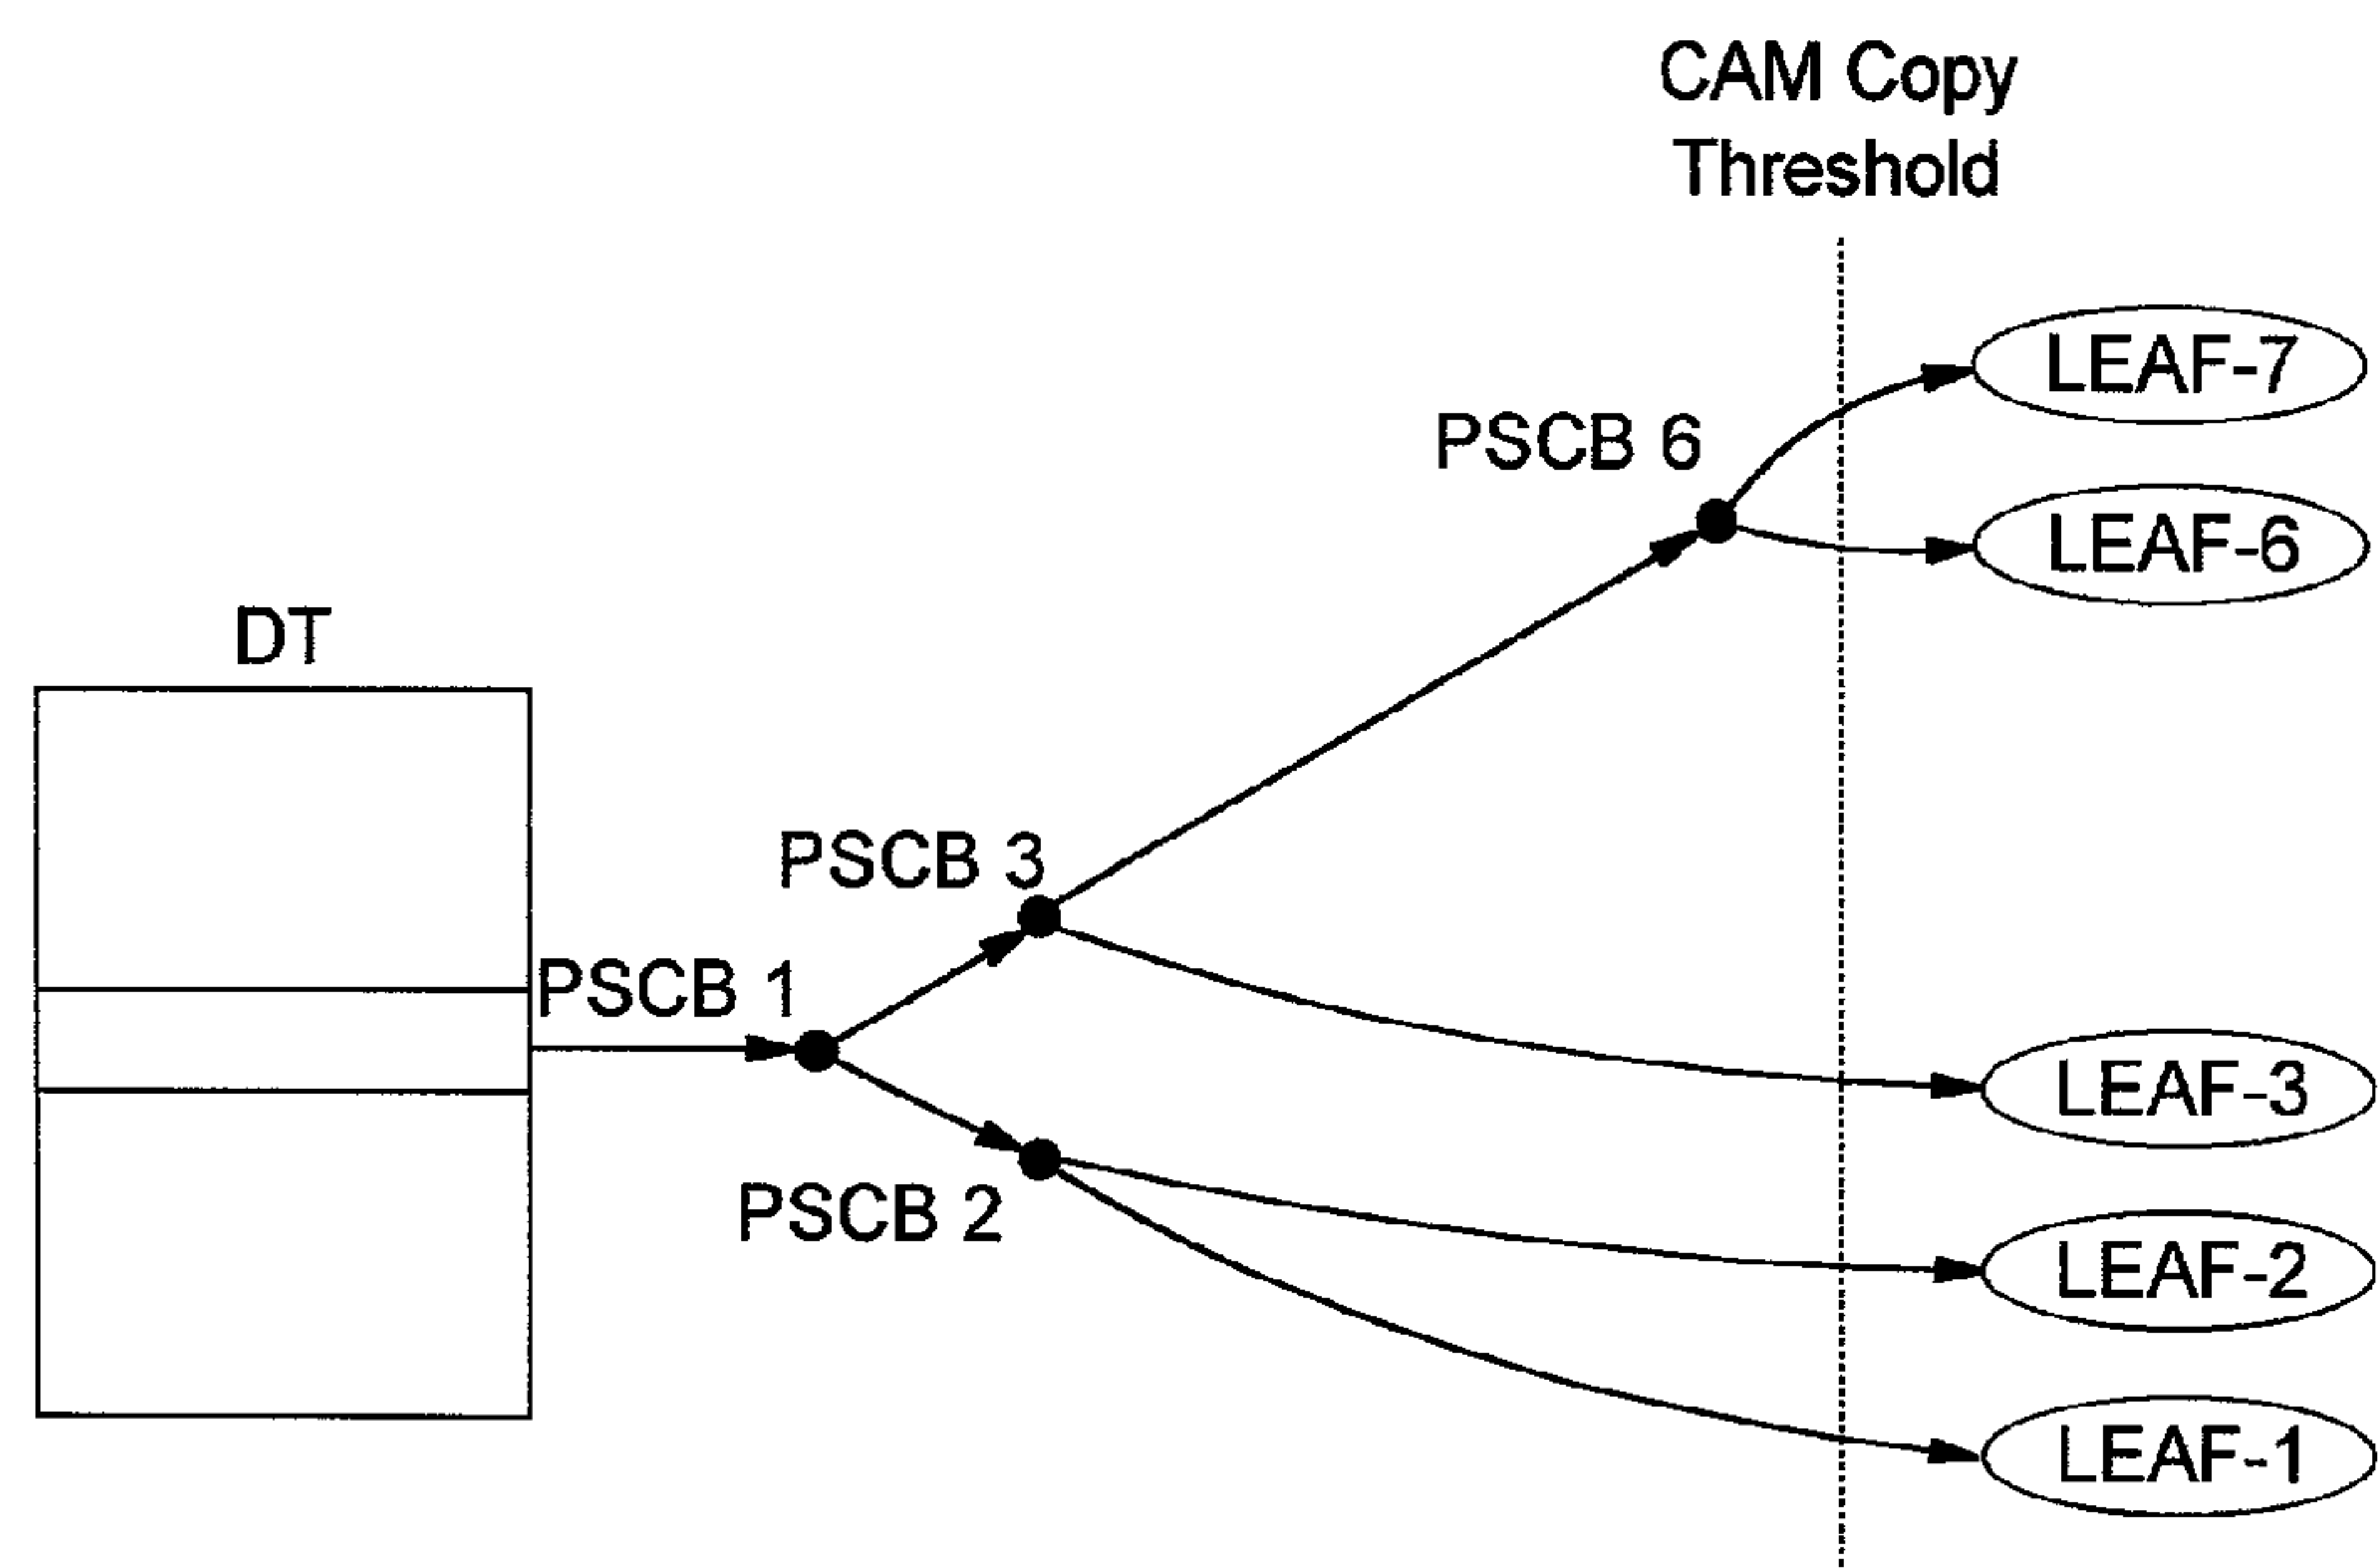 CAM Copy
Threshold
LEAF-7
PSCB 6
LEAF-6
DT
PSCB 3
PSCB 1
LEAF-3
PSCB 2
LEAF-2
LEAF-1